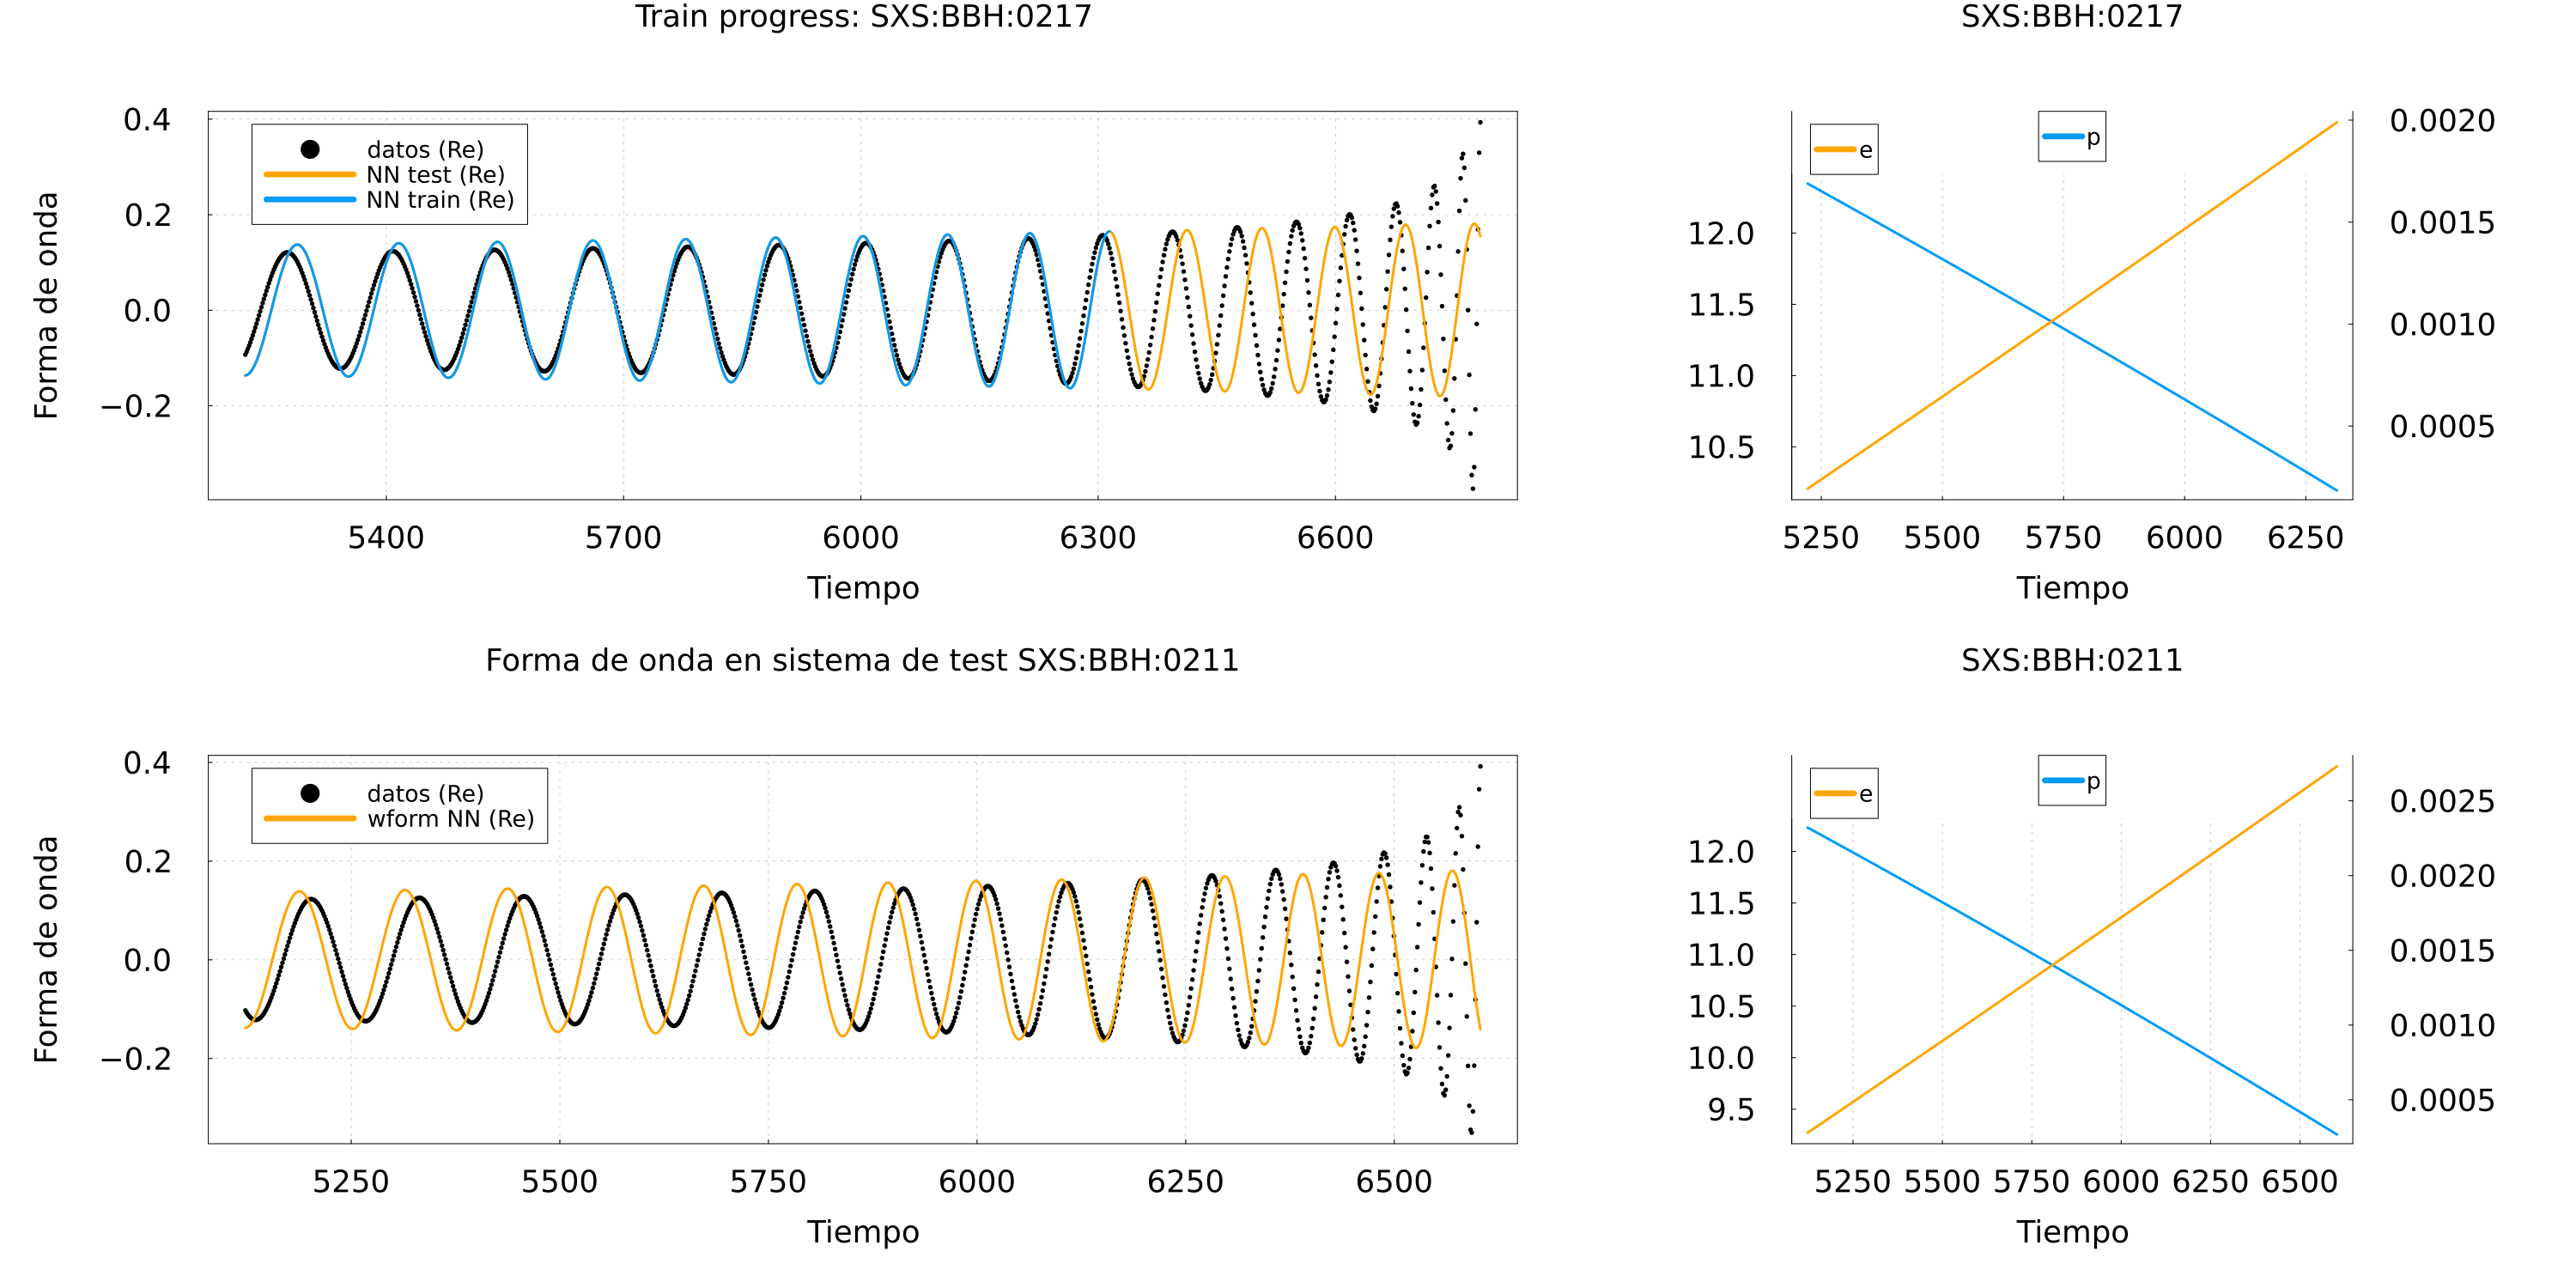 Train progress: SXS:BBH:0217
Forma de onda
0.4
0.2
0.0
−0.2
datos (Re)
NN test (Re)
NN train (Re)
5400 5700 6000 6300 6600
Tiempo
SXS:BBH:0217
12.0
11.5
11.0
10.5
e
p
0.0020
0.0015
0.0010
0.0005
5250 5500 5750 6000 6250
Tiempo
Forma de onda en sistema de test SXS:BBH:0211
Forma de onda
0.4
0.2
0.0
−0.2
datos (Re)
wform NN (Re)
5250 5500 5750 6000 6250 6500
Tiempo
SXS:BBH:0211
12.0
11.5
11.0
10.5
10.0
9.5
e
p
0.0025
0.0020
0.0015
0.0010
0.0005
5250 5500 5750 6000 6250 6500
Tiempo